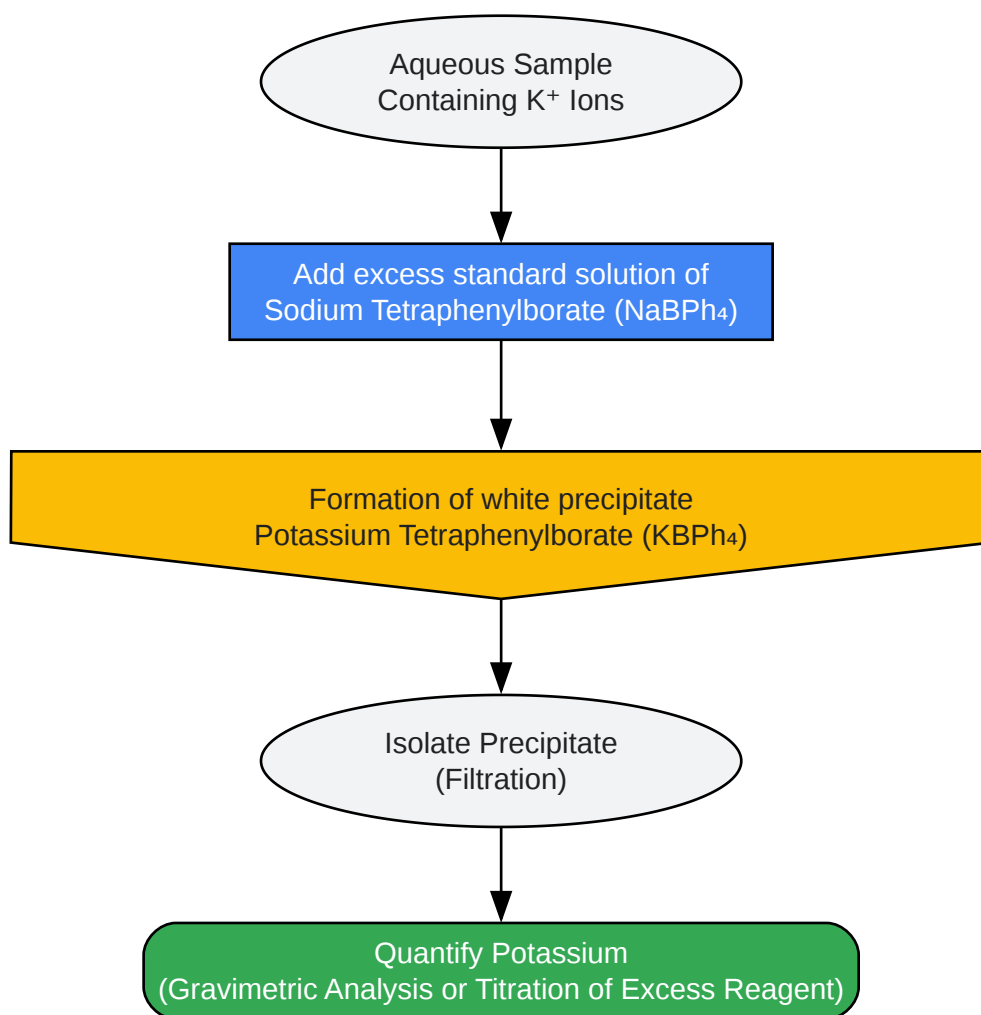 Aqueous Sample
Containing K⁺ Ions
Add excess standard solution of
Sodium Tetraphenylborate (NaBPh₄)
Formation of white precipitate
Potassium Tetraphenylborate (KBPh₄)
Isolate Precipitate
(Filtration)
Quantify Potassium
(Gravimetric Analysis or Titration of Excess Reagent)